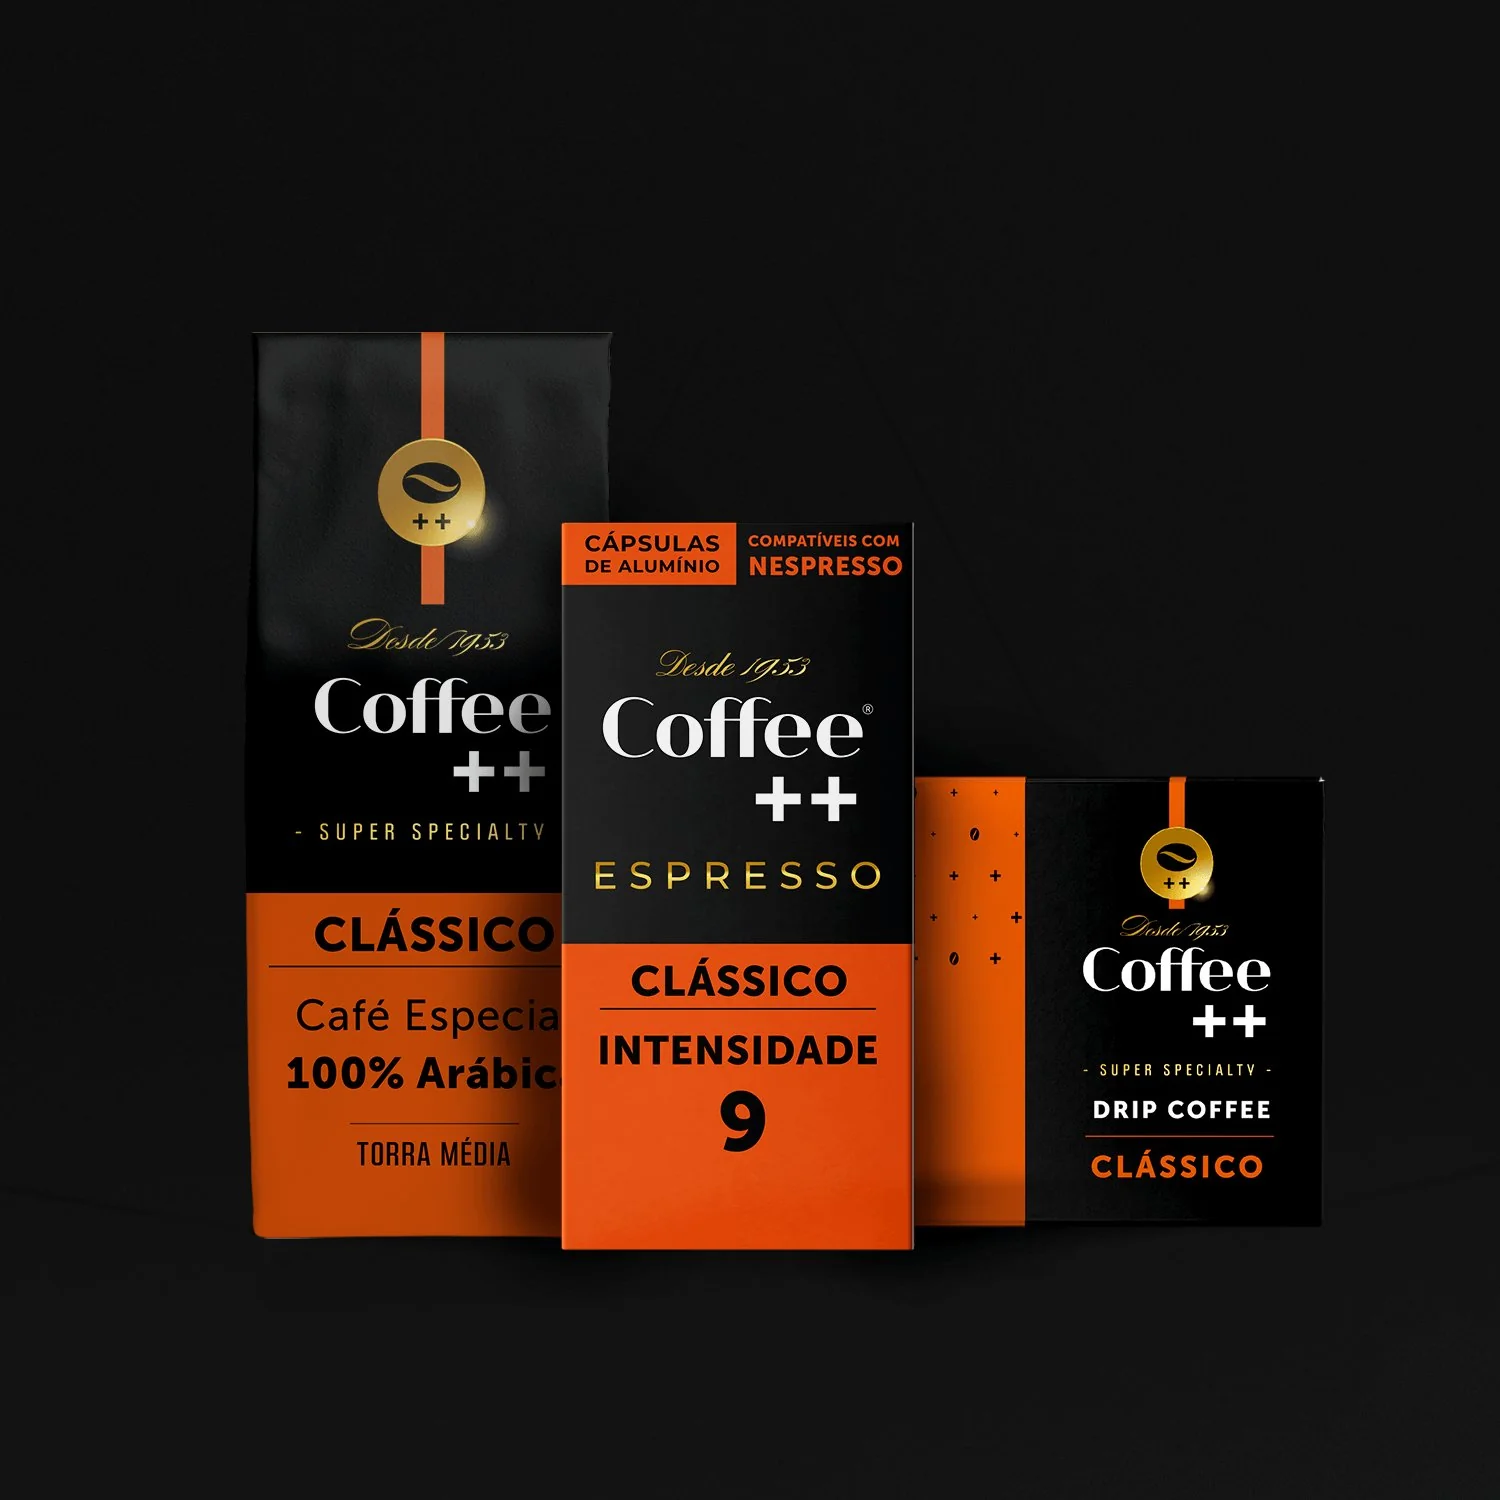 ++
Desde 1953
Coffee
++
- SUPER SPECIALTY
CLÁSSICO
Café Especia
100% Arábic
TORRA MÉDIA
CÁPSULAS
DE ALUMÍNIO
COMPATÍVEIS COM
NESPRESSO
Desde 1953
Coffee®
++
ESPRESSO
CLÁSSICO
INTENSIDADE
9
++
Desde 1953
Coffee
++
- SUPER SPECIALTY -
DRIP COFFEE
CLÁSSICO